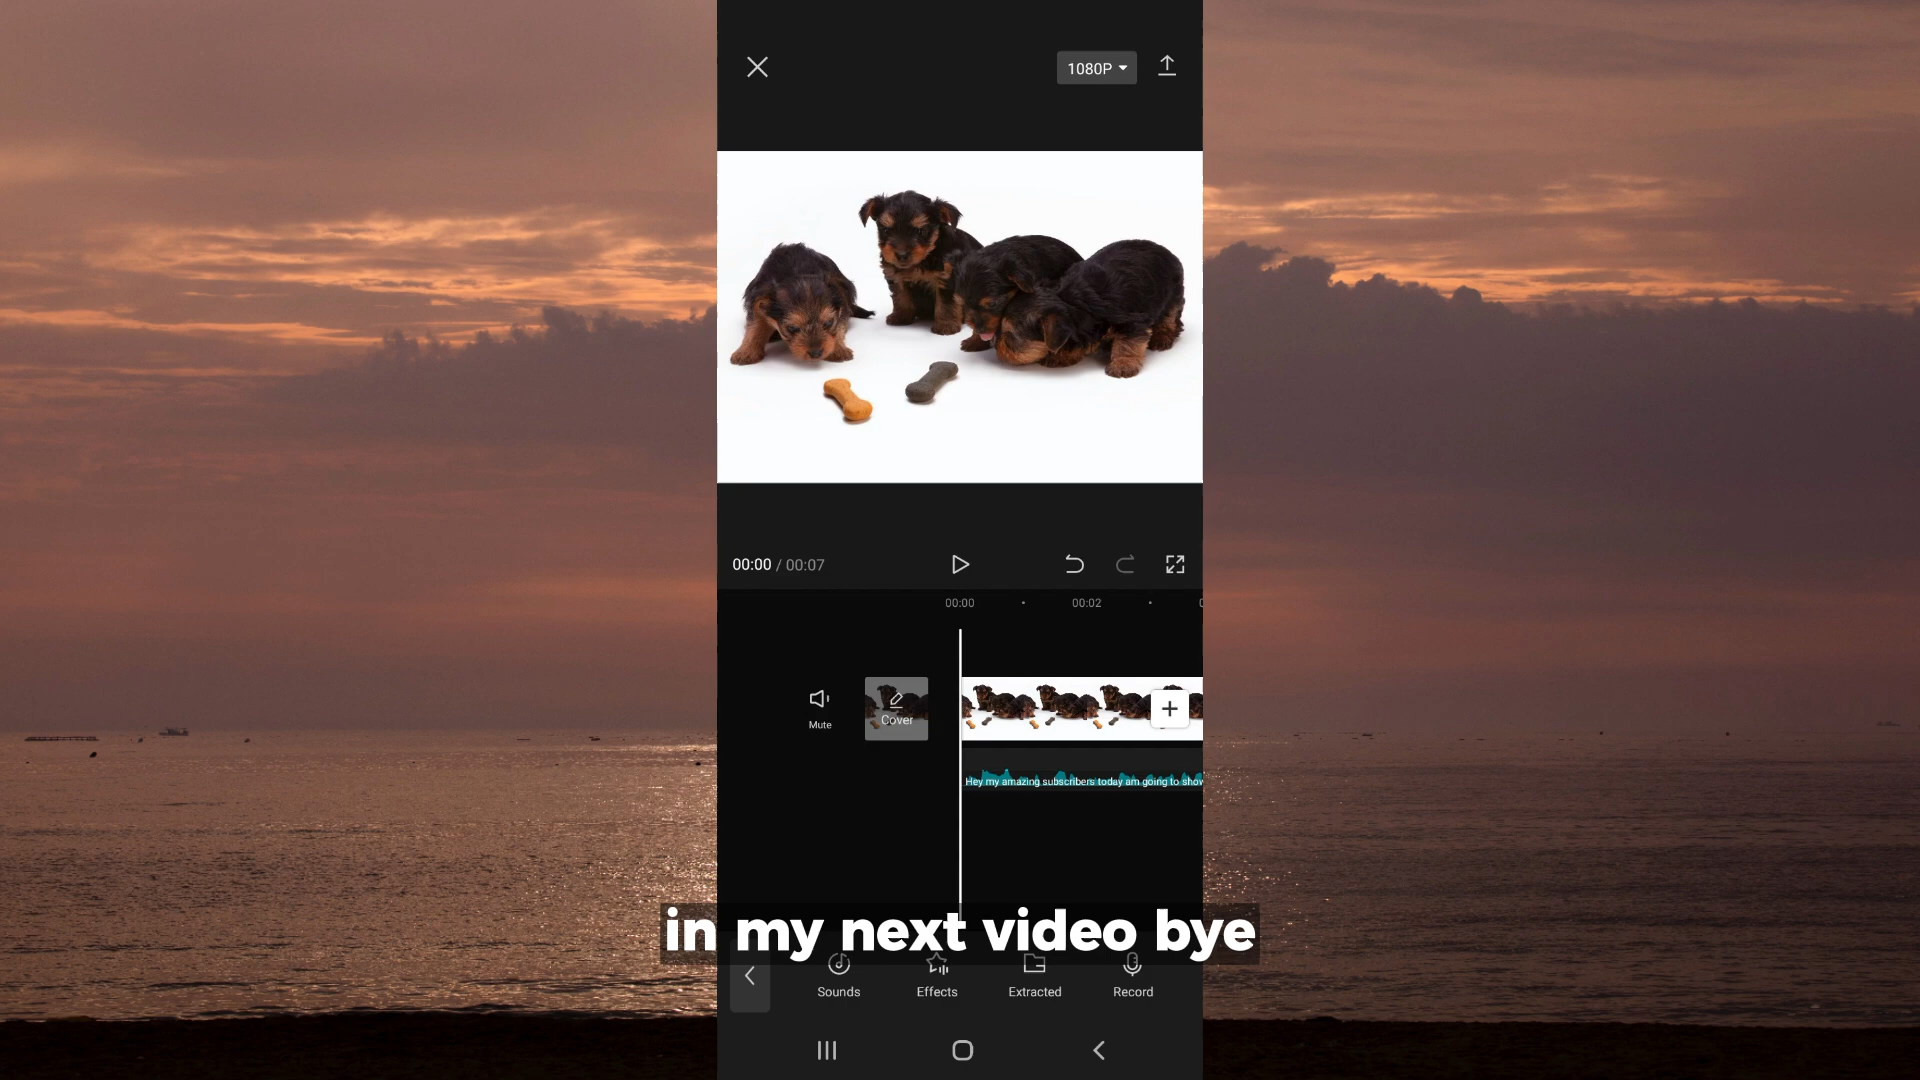 1080P
00:00 / 00:07
00:00
00:02
Mute
Cover
Hey my amazing subscribers today am going to show
in my next video bye
Sounds
Effects
Extracted
Record